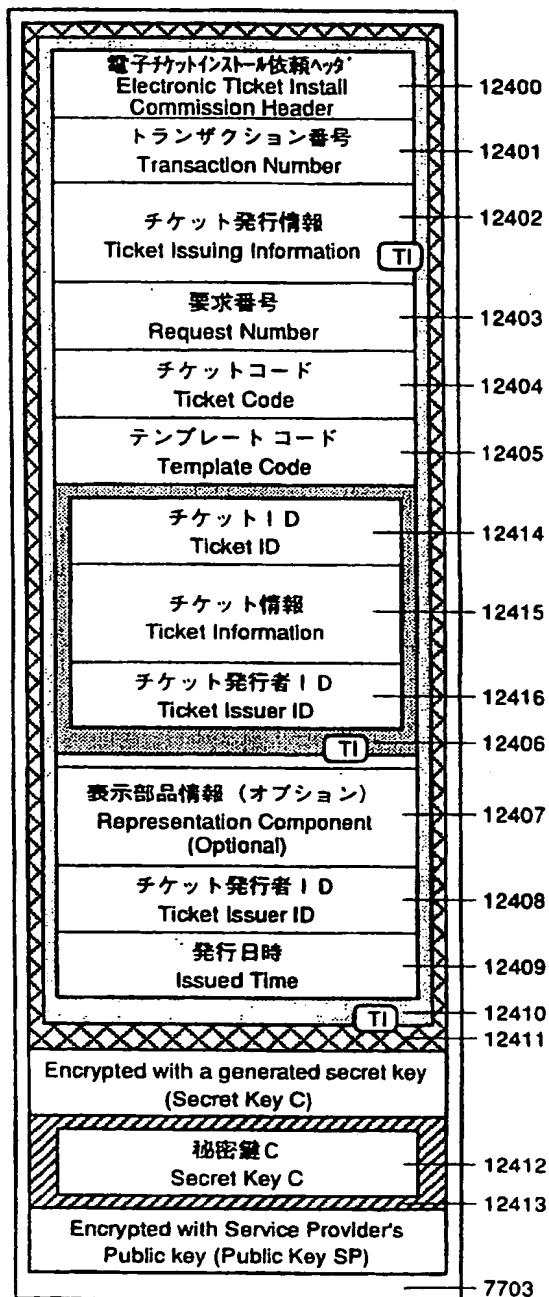 電子チケットインストール依頼ヘッダ
Electronic Ticket Install
Commission Header
12400
トランザクション番号
Transaction Number
12401
チケット発行情報
Ticket Issuing Information
TI
12402
要求番号
Request Number
12403
チケットコード
Ticket Code
12404
テンプレート コード
Template Code
12405
チケットID
Ticket ID
12414
チケット情報
Ticket Information
12415
チケット発行者ID
Ticket Issuer ID
12416
TI
12406
表示部品情報(オプション)
Representation Component
(Optional)
12407
チケット発行者ID
Ticket Issuer ID
12408
発行日時
Issued Time
12409
TI
12410
12411
Encrypted with a generated secret key
(Secret Key C)
秘密鍵C
Secret Key C
12412
12413
Encrypted with Service Provider's
Public key (Public Key SP)
7703